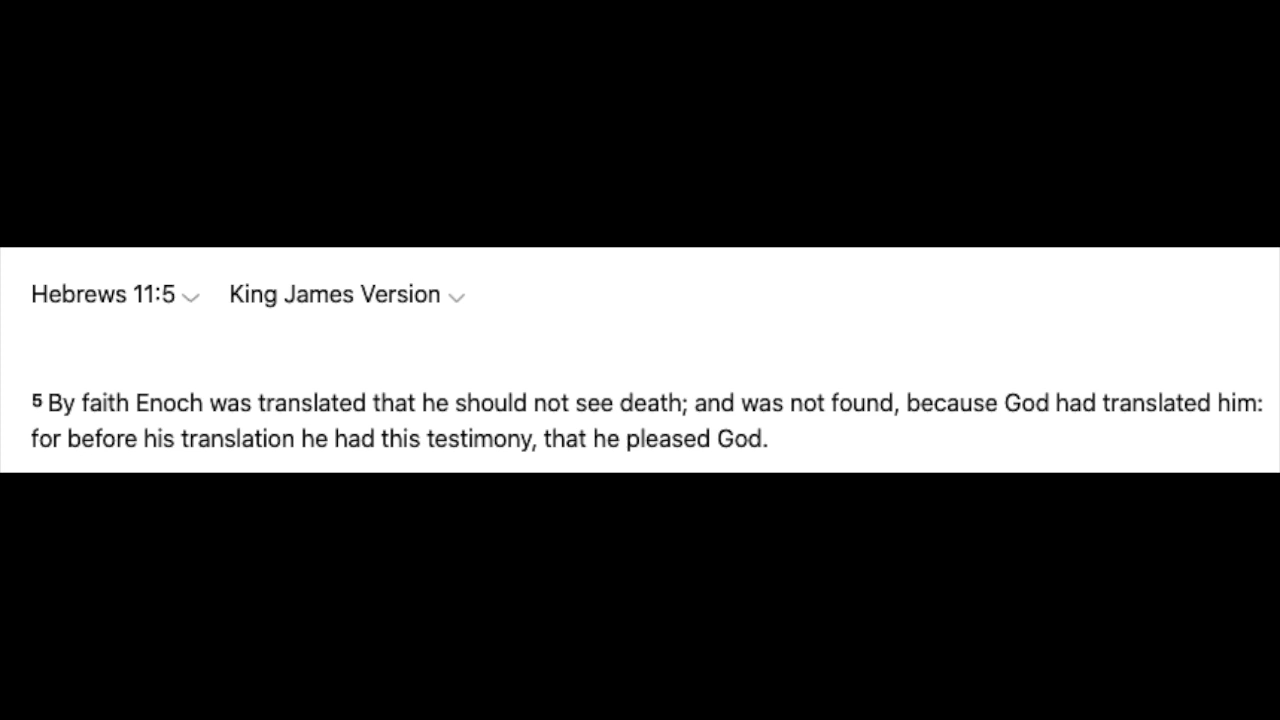 Hebrews 11:5 King James Version
5 By faith Enoch was translated that he should not see death; and was not found, because God had translated him:
for before his translation he had this testimony, that he pleased God.